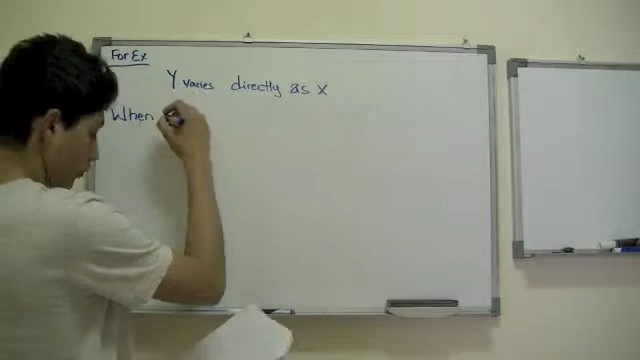 For Ex
Y varies directly as x
When